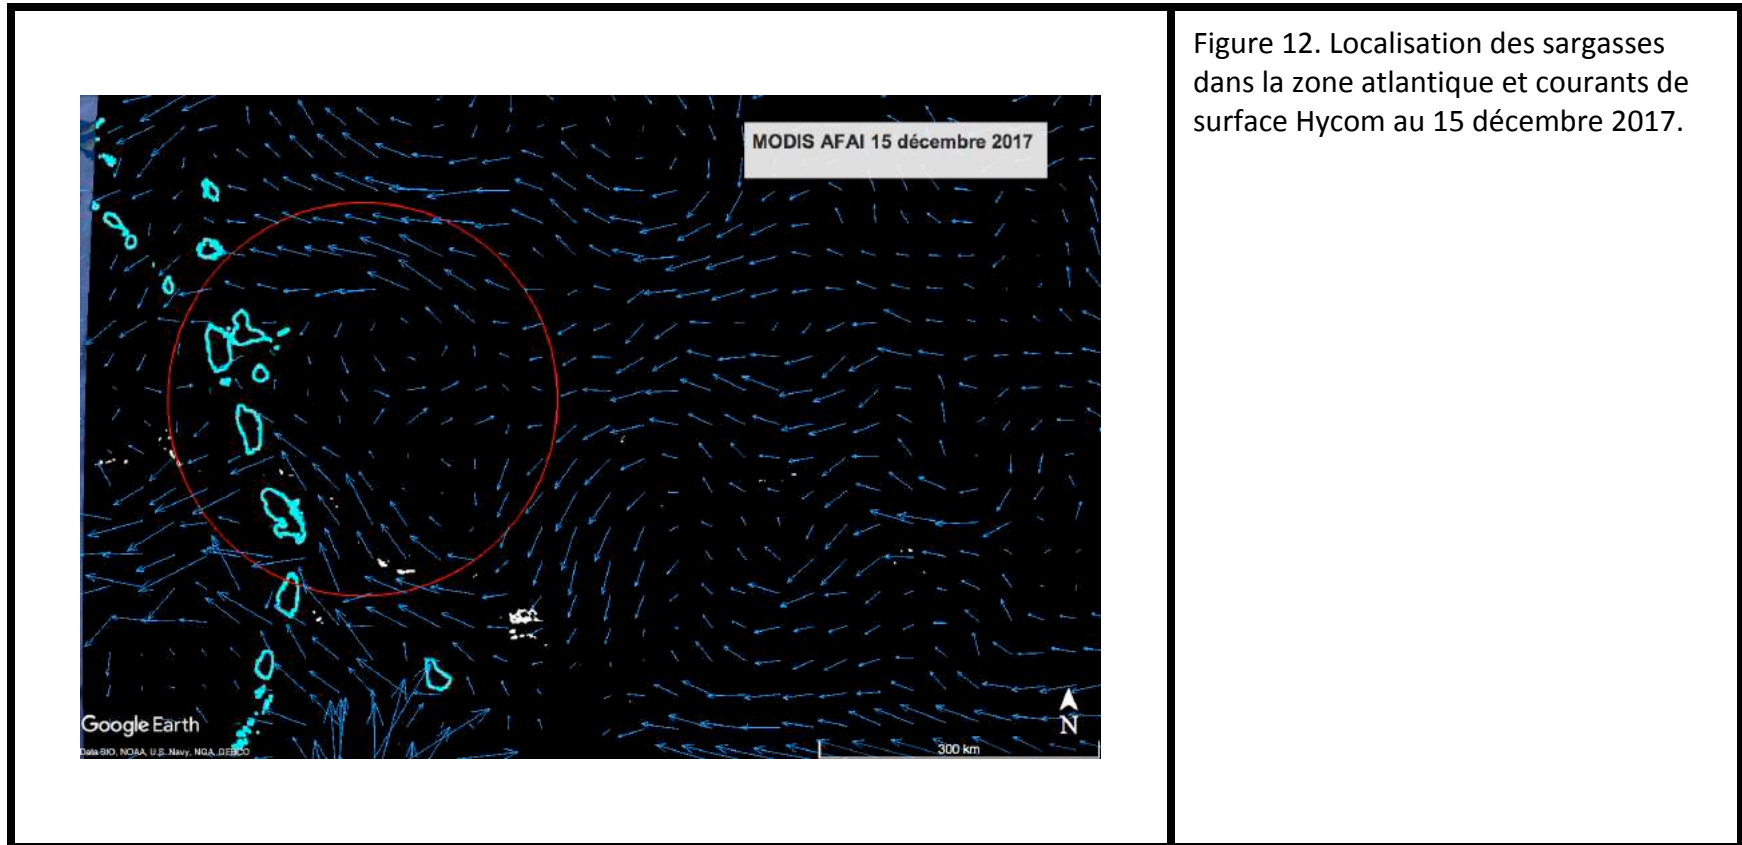 MODIS AFAI 15 décembre 2017
Google Earth
Data SIO, NOAA, U.S. Navy, NGA, GEBCO
300 km
N
Figure 12. Localisation des sargasses
dans la zone atlantique et courants de
surface Hycom au 15 décembre 2017.